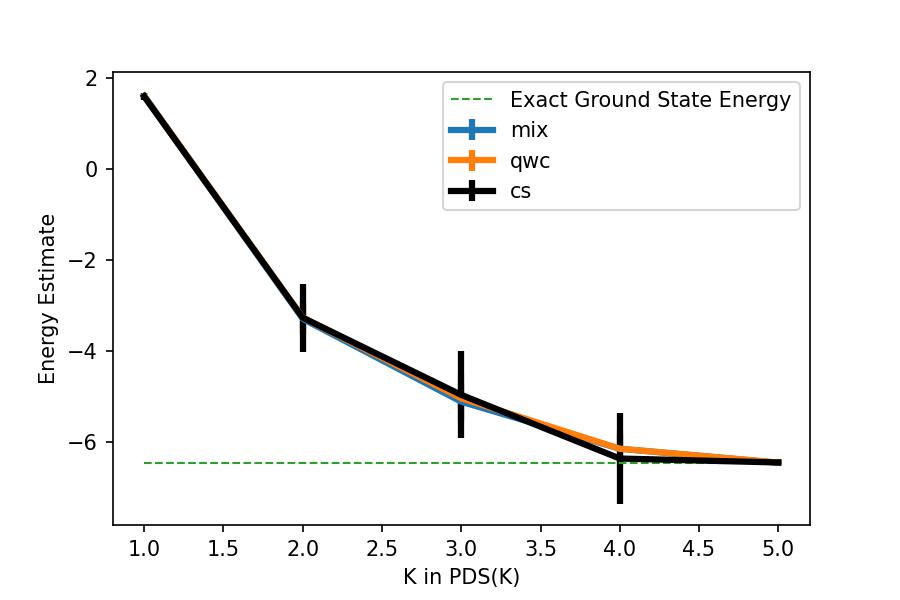 2
0
−2
−4
−6
Energy Estimate
Exact Ground State Energy
mix
qwc
cs
1.0 1.5 2.0 2.5 3.0 3.5 4.0 4.5 5.0
K in PDS(K)